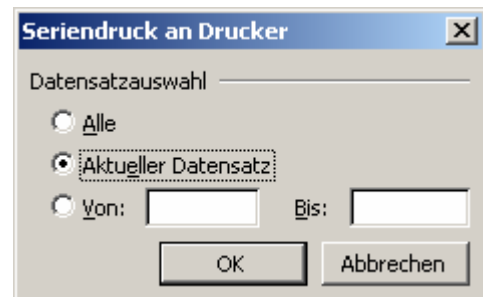 Seriendruck an Drucker
Datensatzauswahl
Alle
Aktueller Datensatz
Von: Bis:
OK Abbrechen